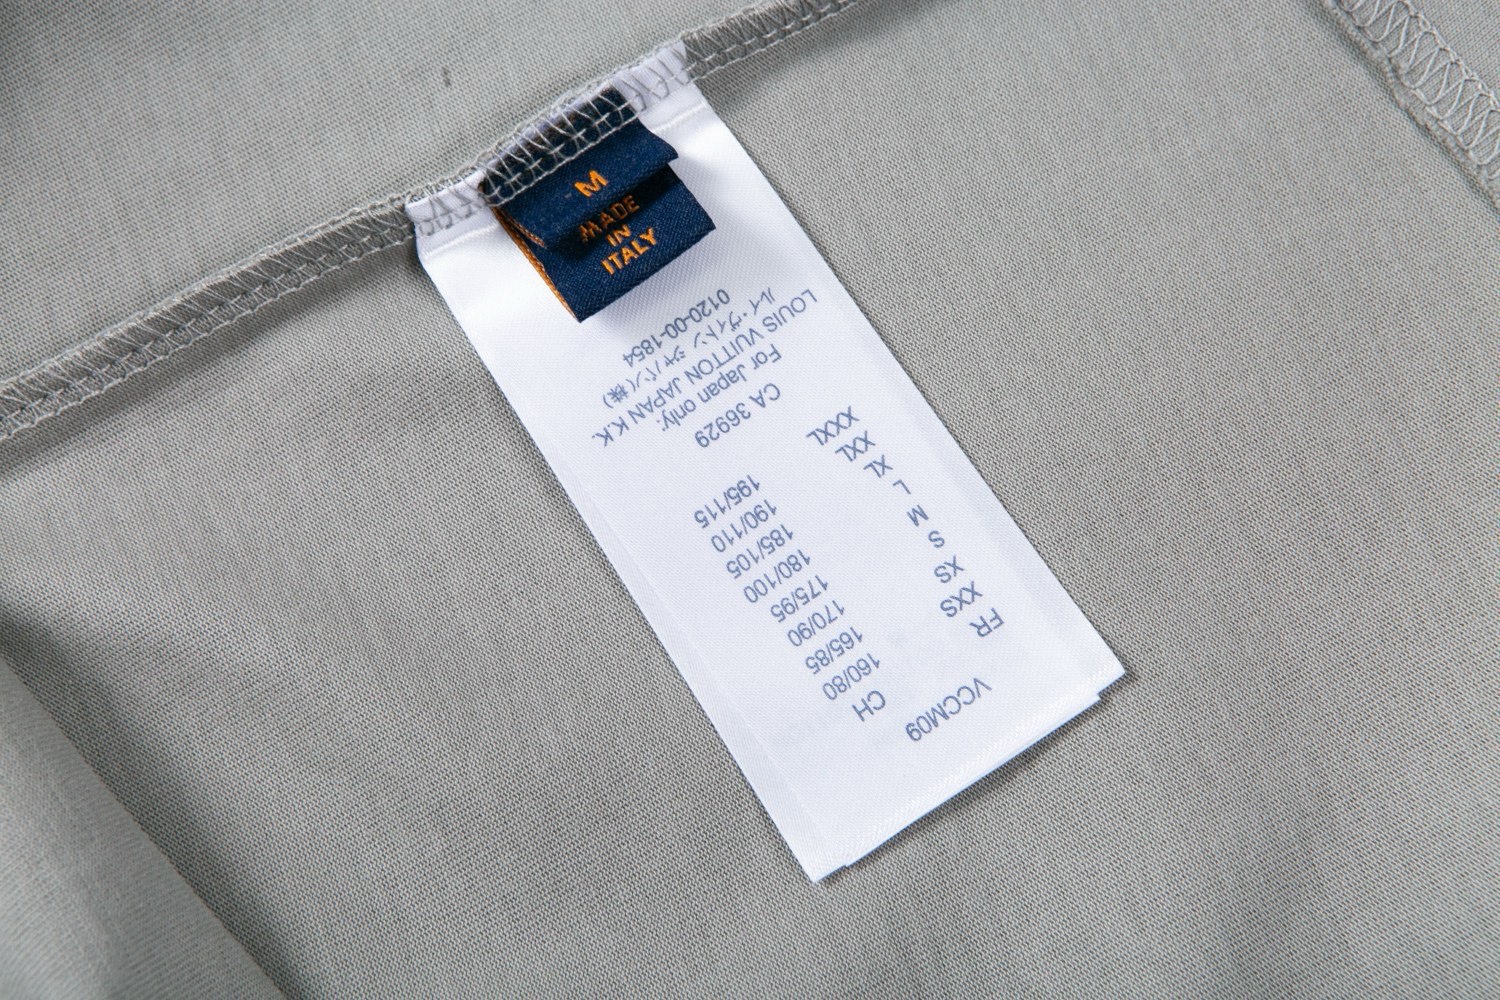 M
MADE
IN
ITALY
VCCM09
FR CH
XXS 160/80
XS 165/85
S 170/90
M 175/95
L 180/100
XL 185/105
XXL 190/110
XXXL 195/115
CA 36929
For Japan only:
LOUIS VUITTON JAPAN K.K.
ルイ・ヴィトン ジャパン(株)
0120-00-1854